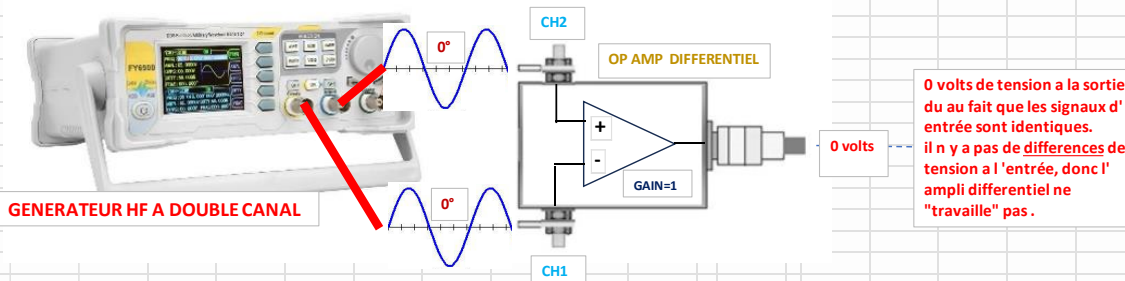 CH2
FY6900
0°
OP AMP DIFFERENTIEL
0 volts de tension a la sortie
du au fait que les signaux d'
entrée sont identiques.
il n y a pas de differences de
tension a l 'entrée, donc l'
ampli differentiel ne
"travaille" pas .
+
-
0 volts
GAIN=1
0°
GENERATEUR HF A DOUBLE CANAL
CH1